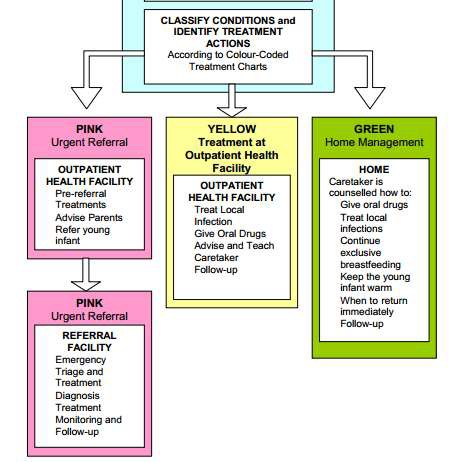 CLASSIFY CONDITIONS and
IDENTIFY TREATMENT
ACTIONS
According to Colour-Coded
Treatment Charts
PINK
Urgent Referral
OUTPATIENT
HEALTH FACILITY
Pre-referral
Treatments
Advise Parents
Refer young
infant
PINK
Urgent Referral
REFERRAL
FACILITY
Emergency
Triage and
Treatment
Diagnosis
Treatment
Monitoring and
Follow-up
YELLOW
Treatment at
Outpatient Health
Facility
OUTPATIENT
HEALTH FACILITY
Treat Local
Infection
Give Oral Drugs
Advise and Teach
Caretaker
Follow-up
GREEN
Home Management
HOME
Caretaker is
counselled how to:
Give oral drugs
Treat local
infections
Continue
exclusive
breastfeeding
Keep the young
infant warm
When to return
immediately
Follow-up